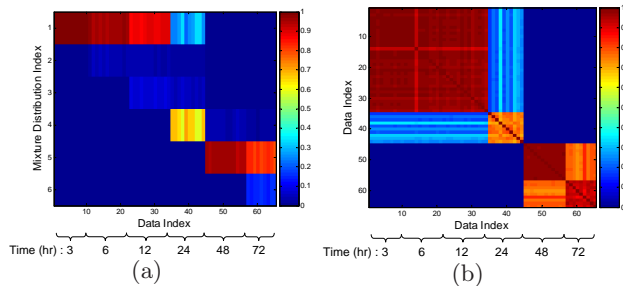 1
2
3
4
5
6
Mixture Distribution Index
10 20 30 40 50 60
Data Index
1
0.9
0.8
0.7
0.6
0.5
0.4
0.3
0.2
0.1
0
Time (hr) : 3 6 12 24 48 72
(a)
10
20
30
40
50
60
Data Index
10 20 30 40 50 60
Data Index
Time (hr) : 3 6 12 24 48 72
(b)